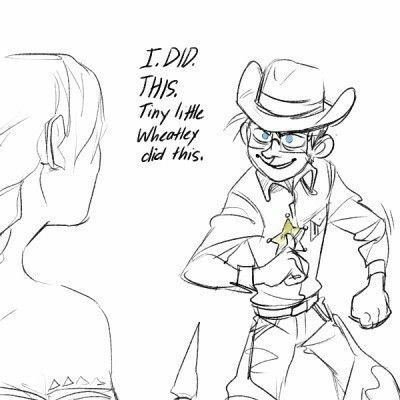 I. DID.
THIS.
Tiny little
Wheatley
did this.